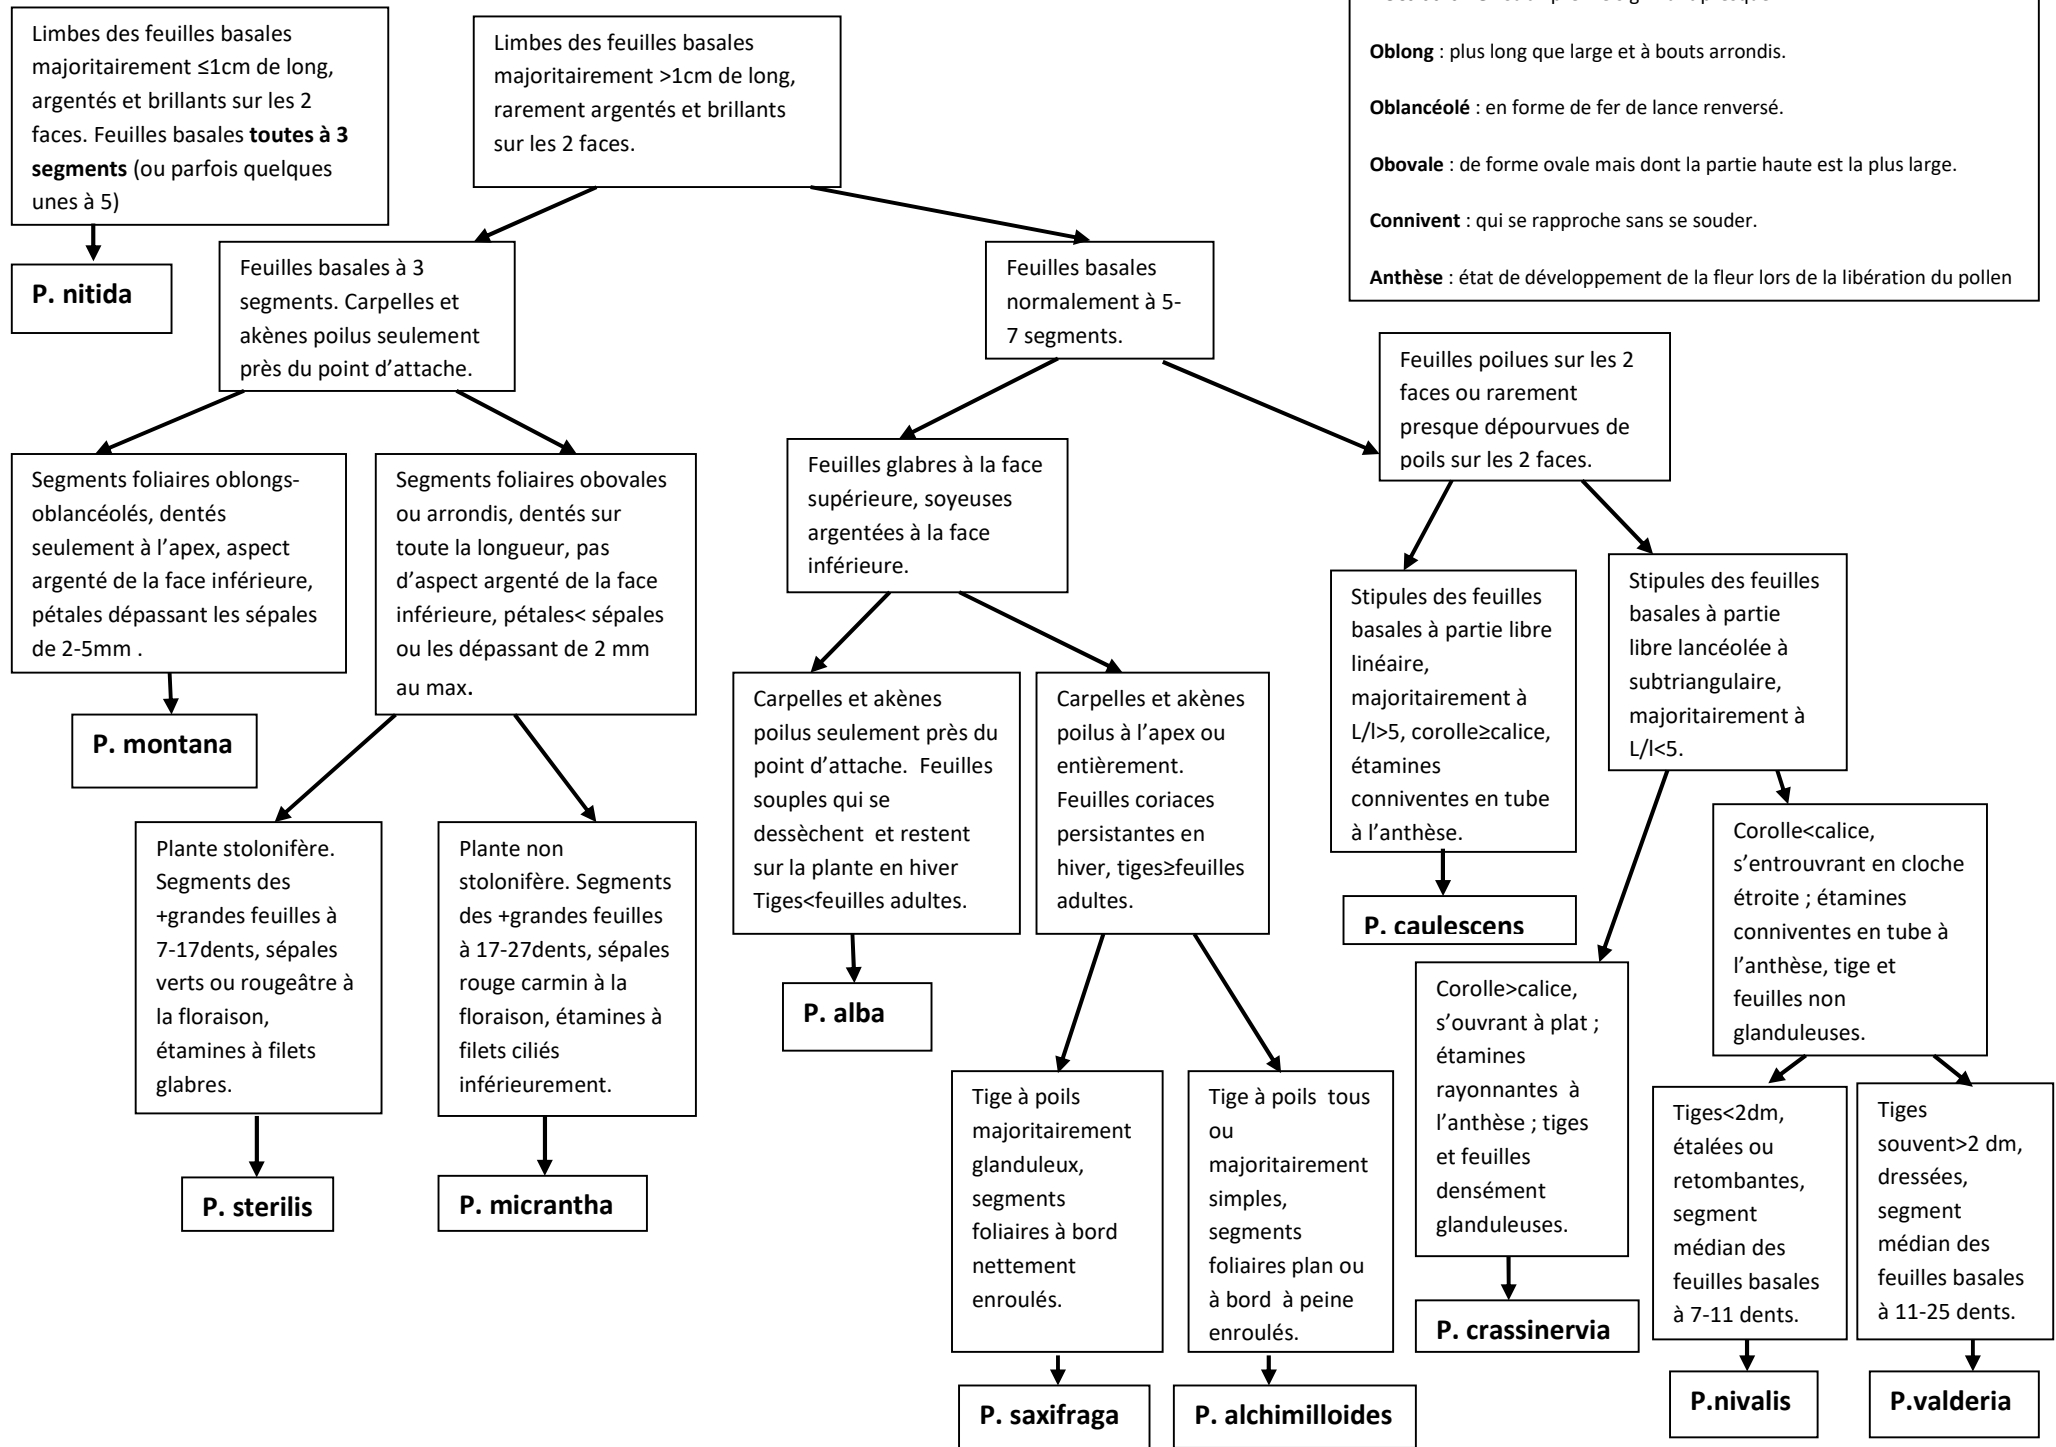 Limbes des feuilles basales
majoritairement ≤1cm de long,
argentés et brillants sur les 2
faces. Feuilles basales toutes à 3
segments (ou parfois quelques
unes à 5)
P. nitida
Limbes des feuilles basales
majoritairement >1cm de long,
rarement argentés et brillants
sur les 2 faces.
Oblong : plus long que large et à bouts arrondis.
Oblancéolé : en forme de fer de lance renversé.
Obovale : de forme ovale mais dont la partie haute est la plus large.
Connivent : qui se rapproche sans se souder.
Anthèse : état de développement de la fleur lors de la libération du pollen
Feuilles basales à 3
segments. Carpelles et
akènes poilus seulement
près du point d’attache.
Feuilles basales
normalement à 5-
7 segments.
Feuilles poilues sur les 2
faces ou rarement
presque dépourvues de
poils sur les 2 faces.
Segments foliaires oblongs-
oblancéolés, dentés
seulement à l’apex, aspect
argenté de la face inférieure,
pétales dépassant les sépales
de 2-5mm .
P. montana
Segments foliaires obovales
ou arrondis, dentés sur
toute la longueur, pas
d’aspect argenté de la face
inférieure, pétales< sépales
ou les dépassant de 2 mm
au max.
Feuilles glabres à la face
supérieure, soyeuses
argentées à la face
inférieure.
Stipules des feuilles
basales à partie libre
linéaire,
majoritairement à
L/l>5, corolle≥calice,
étamines
conniventes en tube
à l’anthèse.
P. caulescens
Stipules des feuilles
basales à partie
libre lancéolée à
subtriangulaire,
majoritairement à
L/l<5.
Plante stolonifère.
Segments des
+grandes feuilles à
7-17dents, sépales
verts ou rougeâtre à
la floraison,
étamines à filets
glabres.
P. sterilis
Plante non
stolonifère. Segments
des +grandes feuilles
à 17-27dents, sépales
rouge carmin à la
floraison, étamines à
filets ciliés
inférieurement.
P. micrantha
Carpelles et akènes
poilus seulement près du
point d’attache. Feuilles
souples qui se
dessèchent et restent
sur la plante en hiver
Tiges<feuilles adultes.
P. alba
Carpelles et akènes
poilus à l’apex ou
entièrement.
Feuilles coriaces
persistantes en
hiver, tiges≥feuilles
adultes.
Tige à poils
majoritairement
glanduleux,
segments
foliaires à bord
nettement
enroulés.
P. saxifraga
Tige à poils tous
ou
majoritairement
simples,
segments
foliaires plan ou
à bord à peine
enroulés.
P. alchimilloides
Corolle>calice,
s’ouvrant à plat ;
étamines
rayonnantes à
l’anthèse ; tiges
et feuilles
densément
glanduleuses.
P. crassinervia
Corolle<calice,
s’entrouvrant en cloche
étroite ; étamines
conniventes en tube à
l’anthèse, tige et
feuilles non
glanduleuses.
Tiges<2dm,
étalées ou
retombantes,
segment
médian des
feuilles basales
à 7-11 dents.
P.nivalis
Tiges
souvent>2 dm,
dressées,
segment
médian des
feuilles basales
à 11-25 dents.
P.valderia